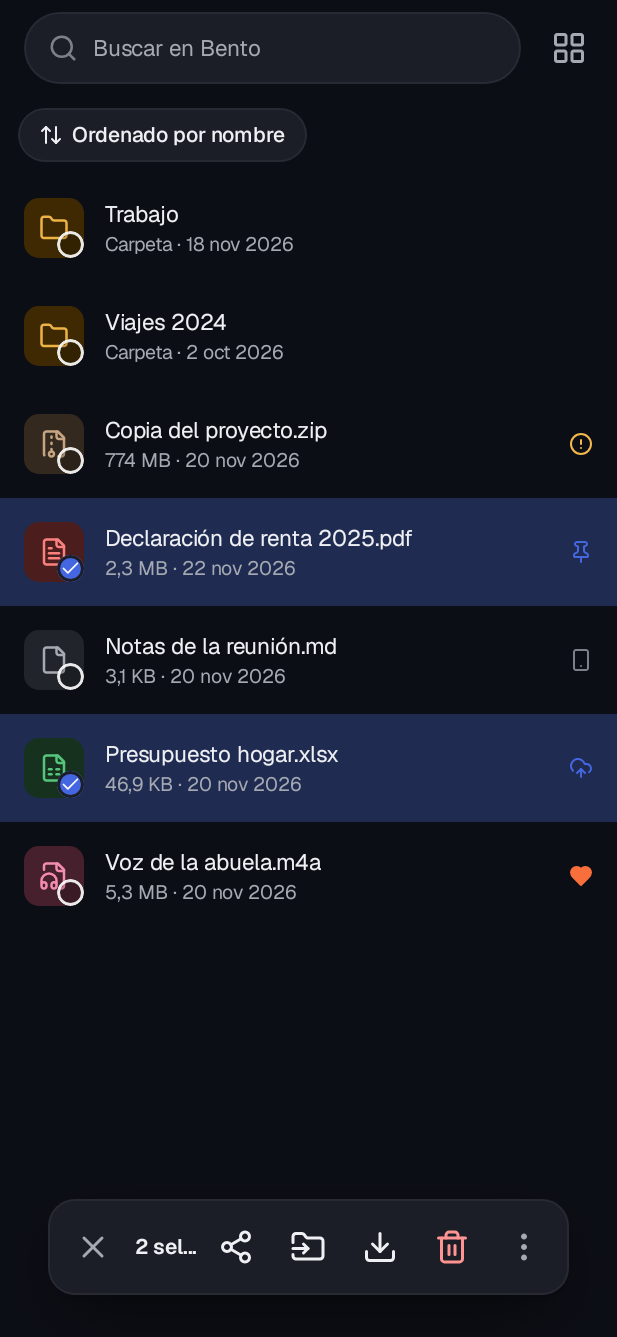 Buscar en Bento
Ordenado por nombre
Trabajo
Carpeta · 18 nov 2026
Viajes 2024
Carpeta · 2 oct 2026
Copia del proyecto.zip
774 MB · 20 nov 2026
Declaración de renta 2025.pdf
2,3 MB · 22 nov 2026
Notas de la reunión.md
3,1 KB · 20 nov 2026
Presupuesto hogar.xlsx
46,9 KB · 20 nov 2026
Voz de la abuela.m4a
5,3 MB · 20 nov 2026
2 sel...